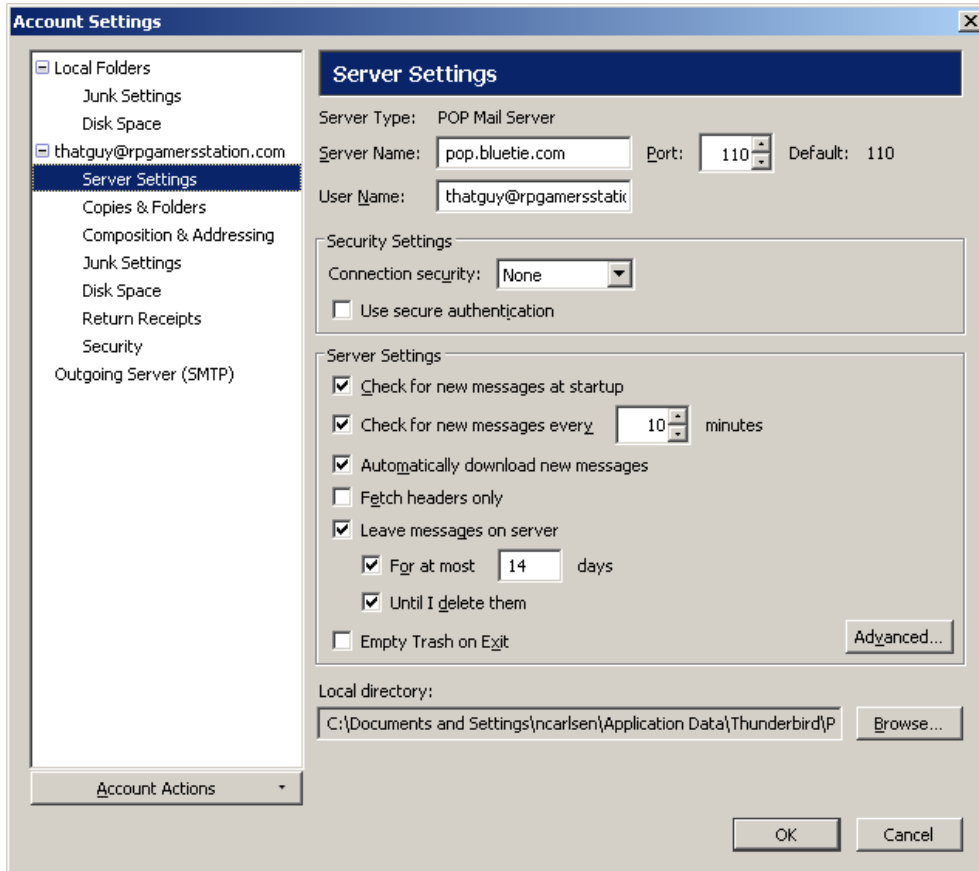 Account Settings
Local Folders
Junk Settings
Disk Space
thatguy@rpgamersstation.com
Server Settings
Copies & Folders
Composition & Addressing
Junk Settings
Disk Space
Return Receipts
Security
Outgoing Server (SMTP)
Account Actions
Server Settings
Server Type: POP Mail Server
Server Name: pop.bluetie.com Port: 110 Default: 110
User Name: thatguy@rpgamersstatic
Security Settings
Connection security: None
Use secure authentication
Server Settings
Check for new messages at startup
Check for new messages every 10 minutes
Automatically download new messages
Fetch headers only
Leave messages on server
For at most 14 days
Until I delete them
Empty Trash on Exit
Advanced...
Local directory:
C:\Documents and Settings\ncarlsen\Application Data\Thunderbird\P Browse...
OK Cancel